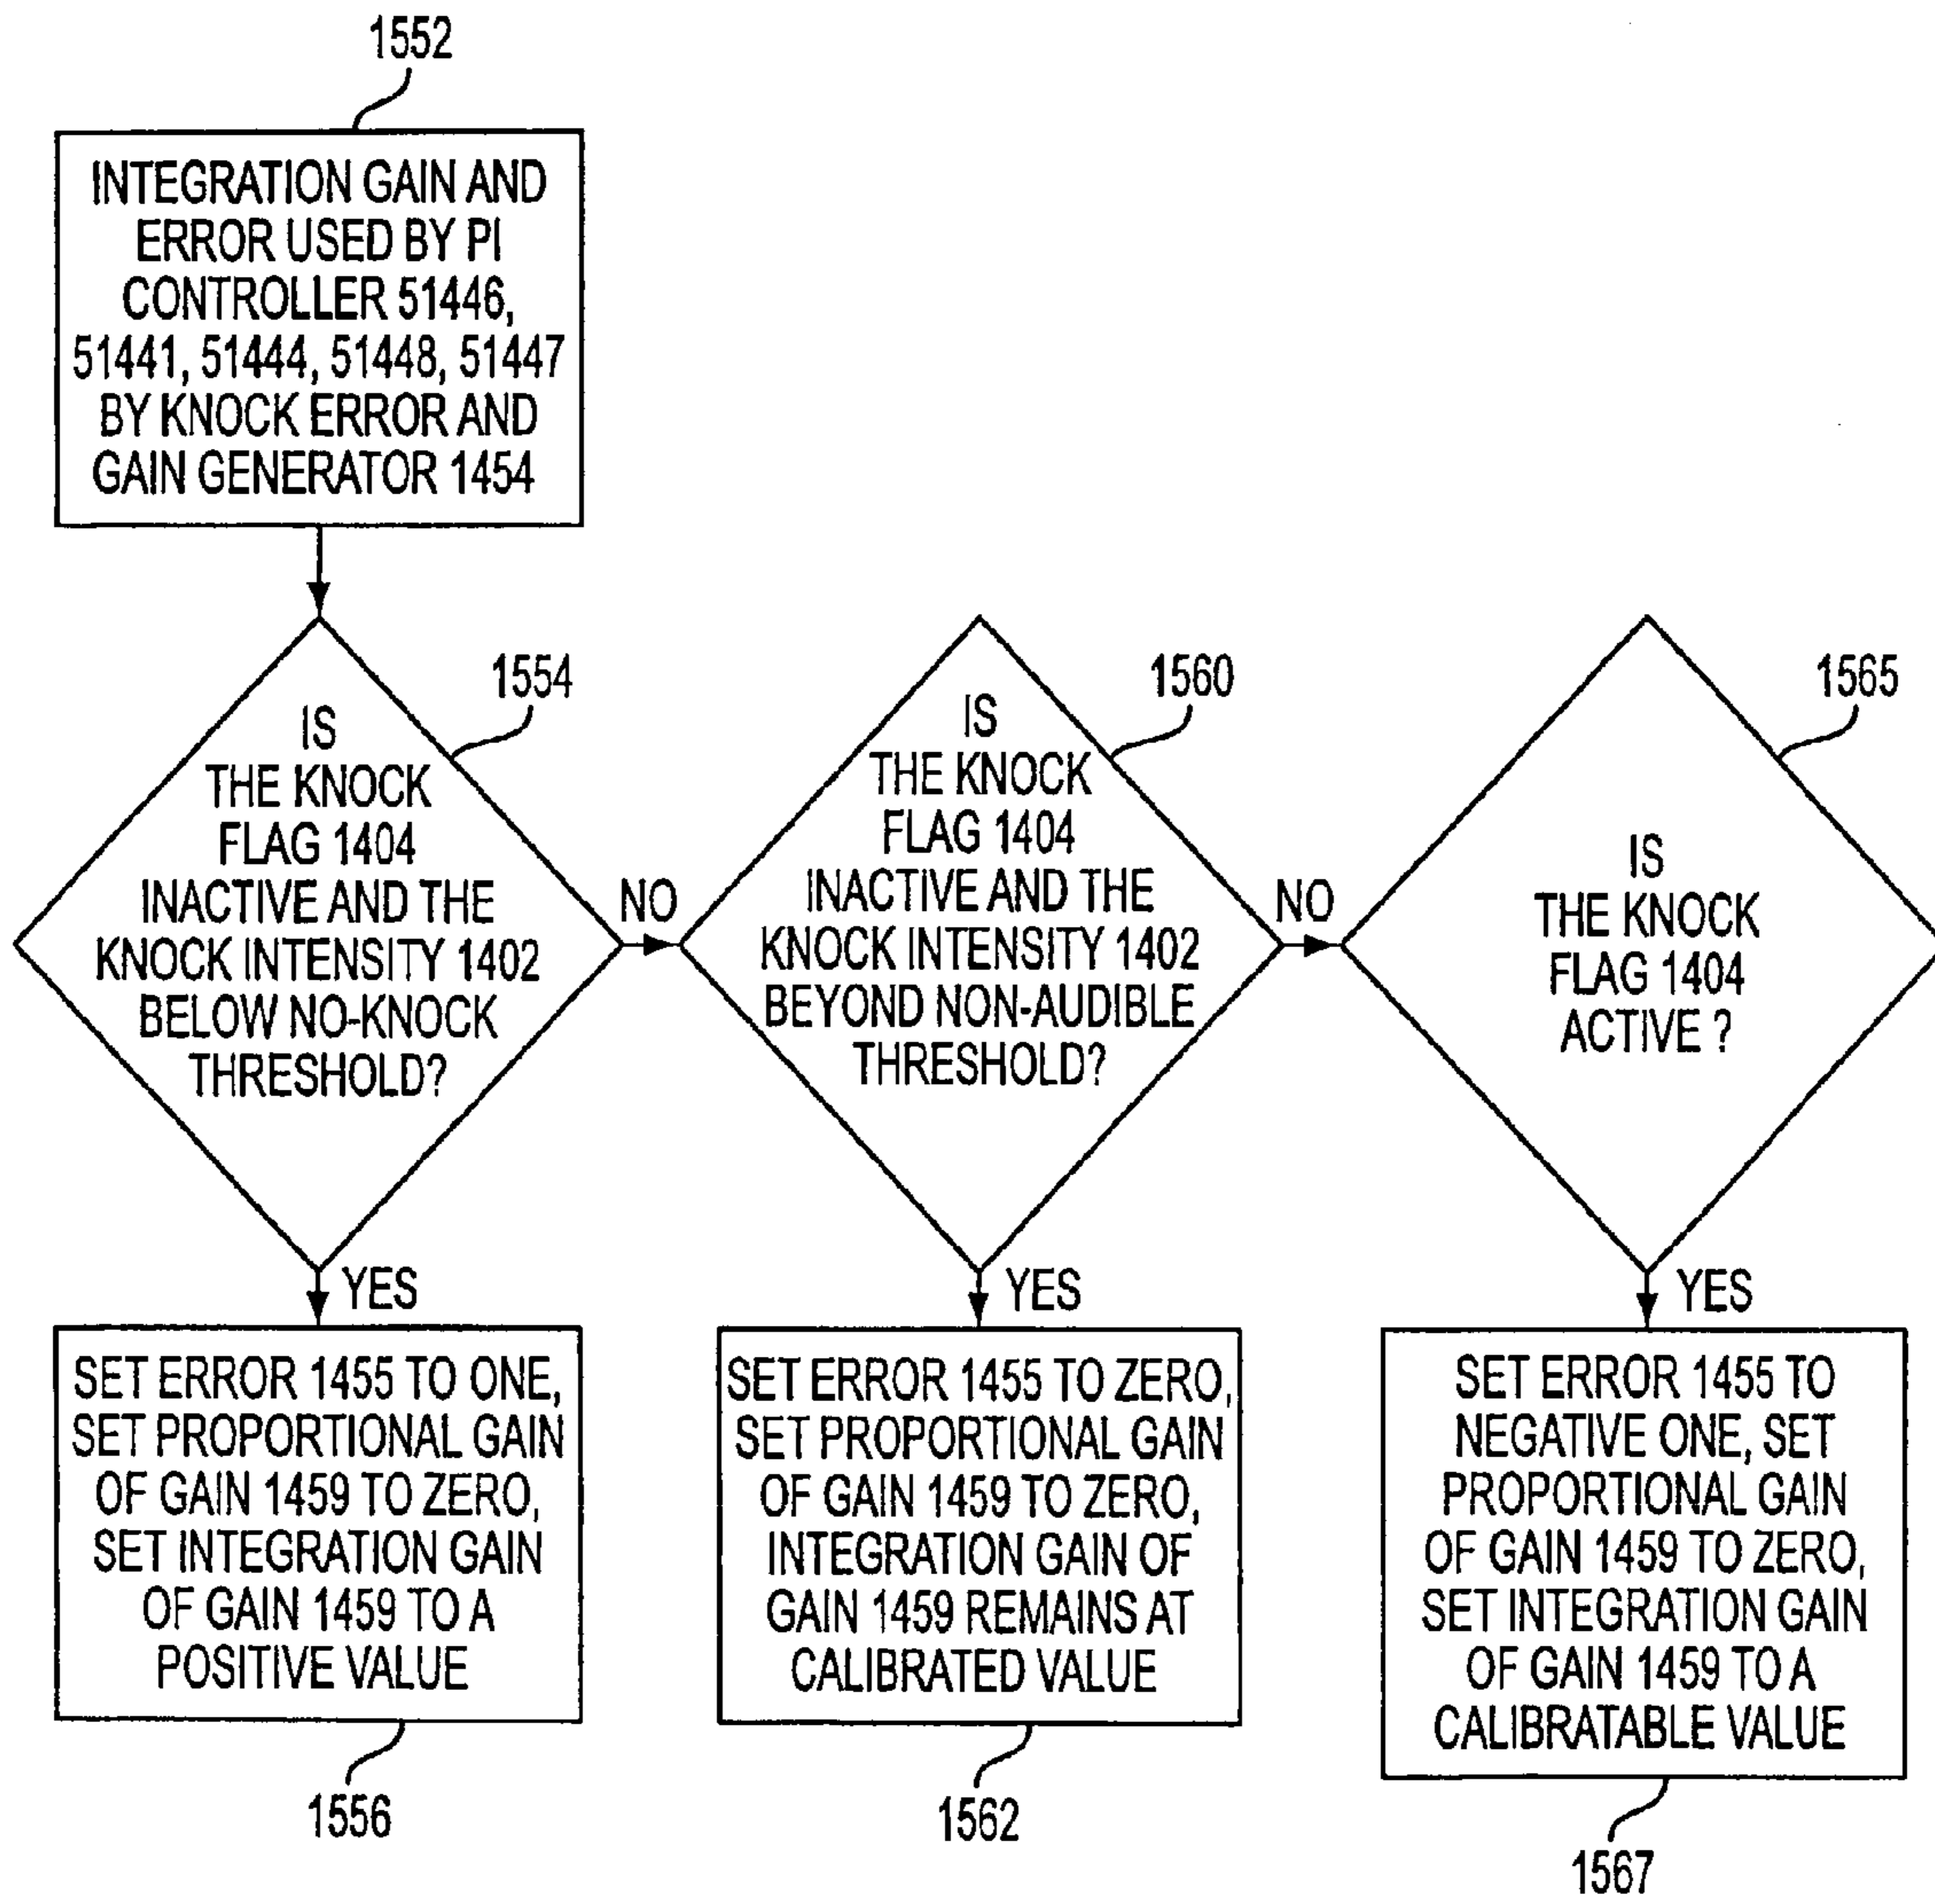 1552
INTEGRATION GAIN AND
ERROR USED BY PI
CONTROLLER 51446,
51441, 51444, 51448, 51447
BY KNOCK ERROR AND
GAIN GENERATOR 1454
1554
IS
THE KNOCK
FLAG 1404
INACTIVE AND THE
KNOCK INTENSITY 1402
BELOW NO-KNOCK
THRESHOLD?
NO
YES
SET ERROR 1455 TO ONE,
SET PROPORTIONAL GAIN
OF GAIN 1459 TO ZERO,
SET INTEGRATION GAIN
OF GAIN 1459 TO A
POSITIVE VALUE
1556
1560
IS
THE KNOCK
FLAG 1404
INACTIVE AND THE
KNOCK INTENSITY 1402
BEYOND NON-AUDIBLE
THRESHOLD?
NO
YES
SET ERROR 1455 TO ZERO,
SET PROPORTIONAL GAIN
OF GAIN 1459 TO ZERO,
INTEGRATION GAIN OF
GAIN 1459 REMAINS AT
CALIBRATED VALUE
1562
1565
IS
THE KNOCK
FLAG 1404
ACTIVE ?
YES
SET ERROR 1455 TO
NEGATIVE ONE, SET
PROPORTIONAL GAIN
OF GAIN 1459 TO ZERO,
SET INTEGRATION GAIN
OF GAIN 1459 TO A
CALIBRATABLE VALUE
1567